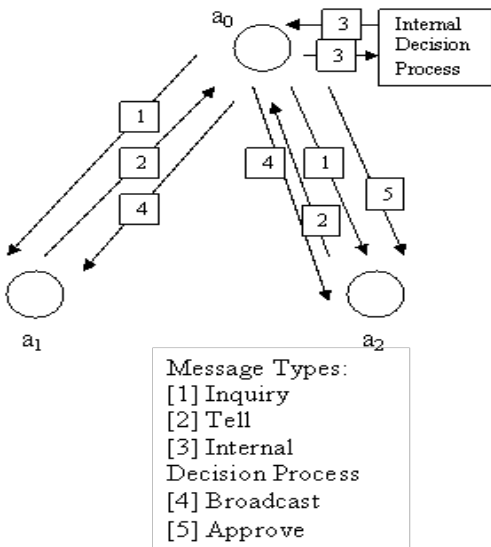 a0
3
Internal
3
Decision
Process
1
2
4
4
1
2
5
a1
a2
Message Types:
[1] Inquiry
[2] Tell
[3] Internal
Decision Process
[4] Broadcast
[5] Approve